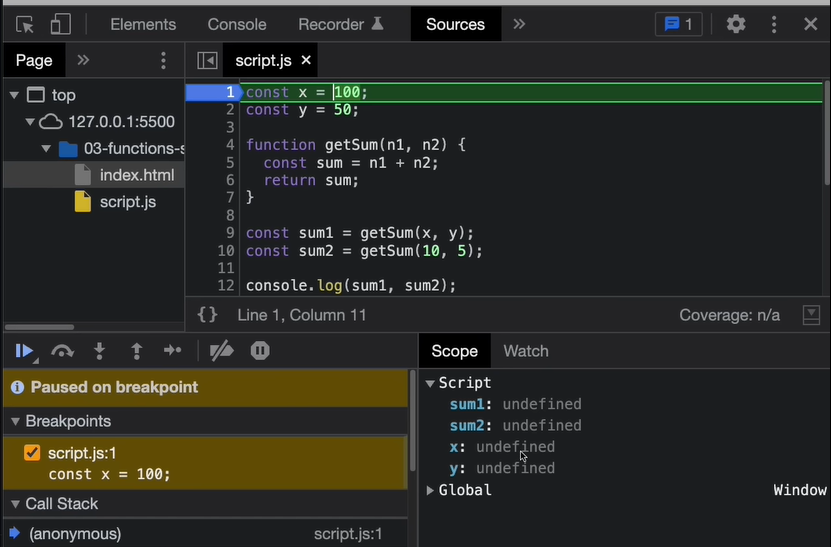 Elements Console Recorder Sources » 1
Page » script.js ×
top
127.0.0.1:5500
03-functions-s
index.html
script.js
1 const x = 100;
2 const y = 50;
3
4 function getSum(n1, n2) {
5 const sum = n1 + n2;
6 return sum;
7 }
8
9 const sum1 = getSum(x, y);
10 const sum2 = getSum(10, 5);
11
12 console.log(sum1, sum2);
{} Line 1, Column 11 Coverage: n/a
Paused on breakpoint
Breakpoints
script.js:1
const x = 100;
Call Stack
(anonymous) script.js:1
Scope Watch
Script
sum1: undefined
sum2: undefined
x: undefined
y: undefined
Global Window